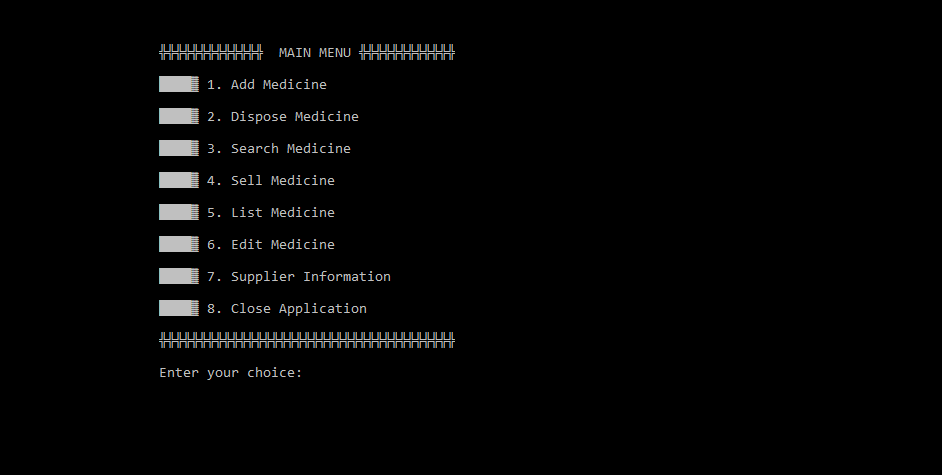 MAIN MENU
1. Add Medicine
2. Dispose Medicine
3. Search Medicine
4. Sell Medicine
5. List Medicine
6. Edit Medicine
7. Supplier Information
8. Close Application
Enter your choice: